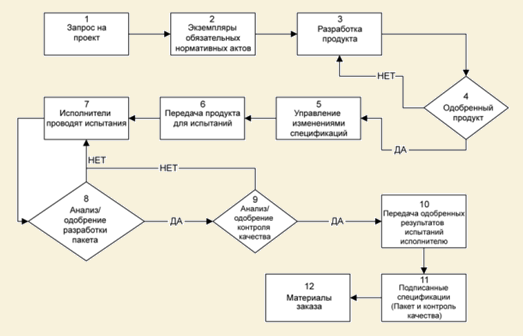 1
Запрос на
проект
2
Экземпляры
обязательных
нормативных актов
3
Разработка
продукта
НЕТ
4
Одобренный
продукт
ДА
5
Управление
изменениями
спецификаций
6
Передача продукта
для испытаний
7
Исполнители
проводят испытания
НЕТ
НЕТ
8
Анализ/
одобрение
разработки
пакета
ДА
9
Анализ/
одобрение
контроля
качества
ДА
10
Передача одобренных
результатов
испытаний
исполнителю
11
Подписанные
спецификации
(Пакет и контроль
качества)
12
Материалы
заказа